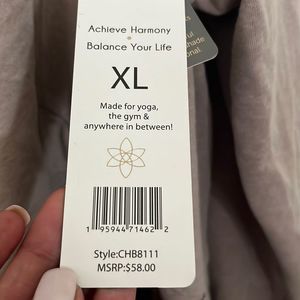 Achieve Harmony
Balance Your Life
XL
Made for yoga,
the gym &
anywhere in between!
1 95944 71462 2
Style:CHB8111
MSRP:$58.00